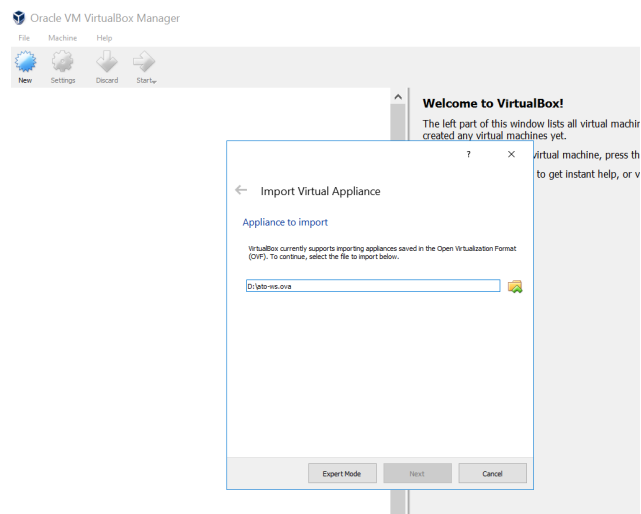 Oracle VM VirtualBox Manager
File Machine Help
New Settings Discard Start
Welcome to VirtualBox!
The left part of this window lists all virtual machin
created any virtual machines yet.
virtual machine, press th
to get instant help, or v
? ×
Import Virtual Appliance
Appliance to import
VirtualBox currently supports importing appliances saved in the Open Virtualization Format
(OVF). To continue, select the file to import below.
D:\ato-ws.ova
Expert Mode Next Cancel